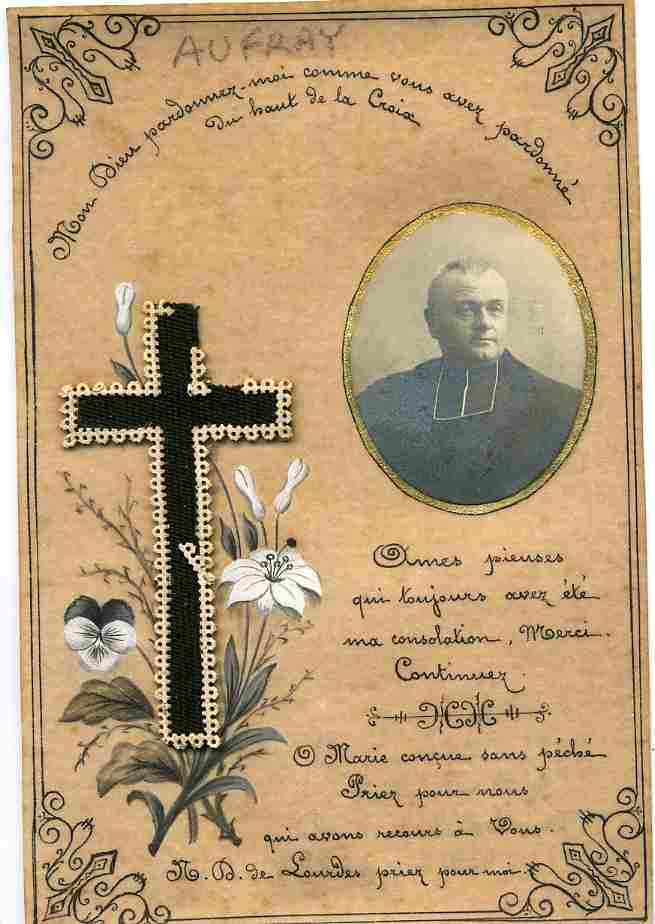 AUFRAY
Mon Dieu pardonnez-moi comme vous avez pardonné
Du haut de la Croix
Ames pieuses
qui toujours avez été
ma consolation, Merci.
Continuez.
O Marie conçue sans péché
Priez pour nous
qui avons recours à Vous.
N. D. de Lourdes priez pour moi.